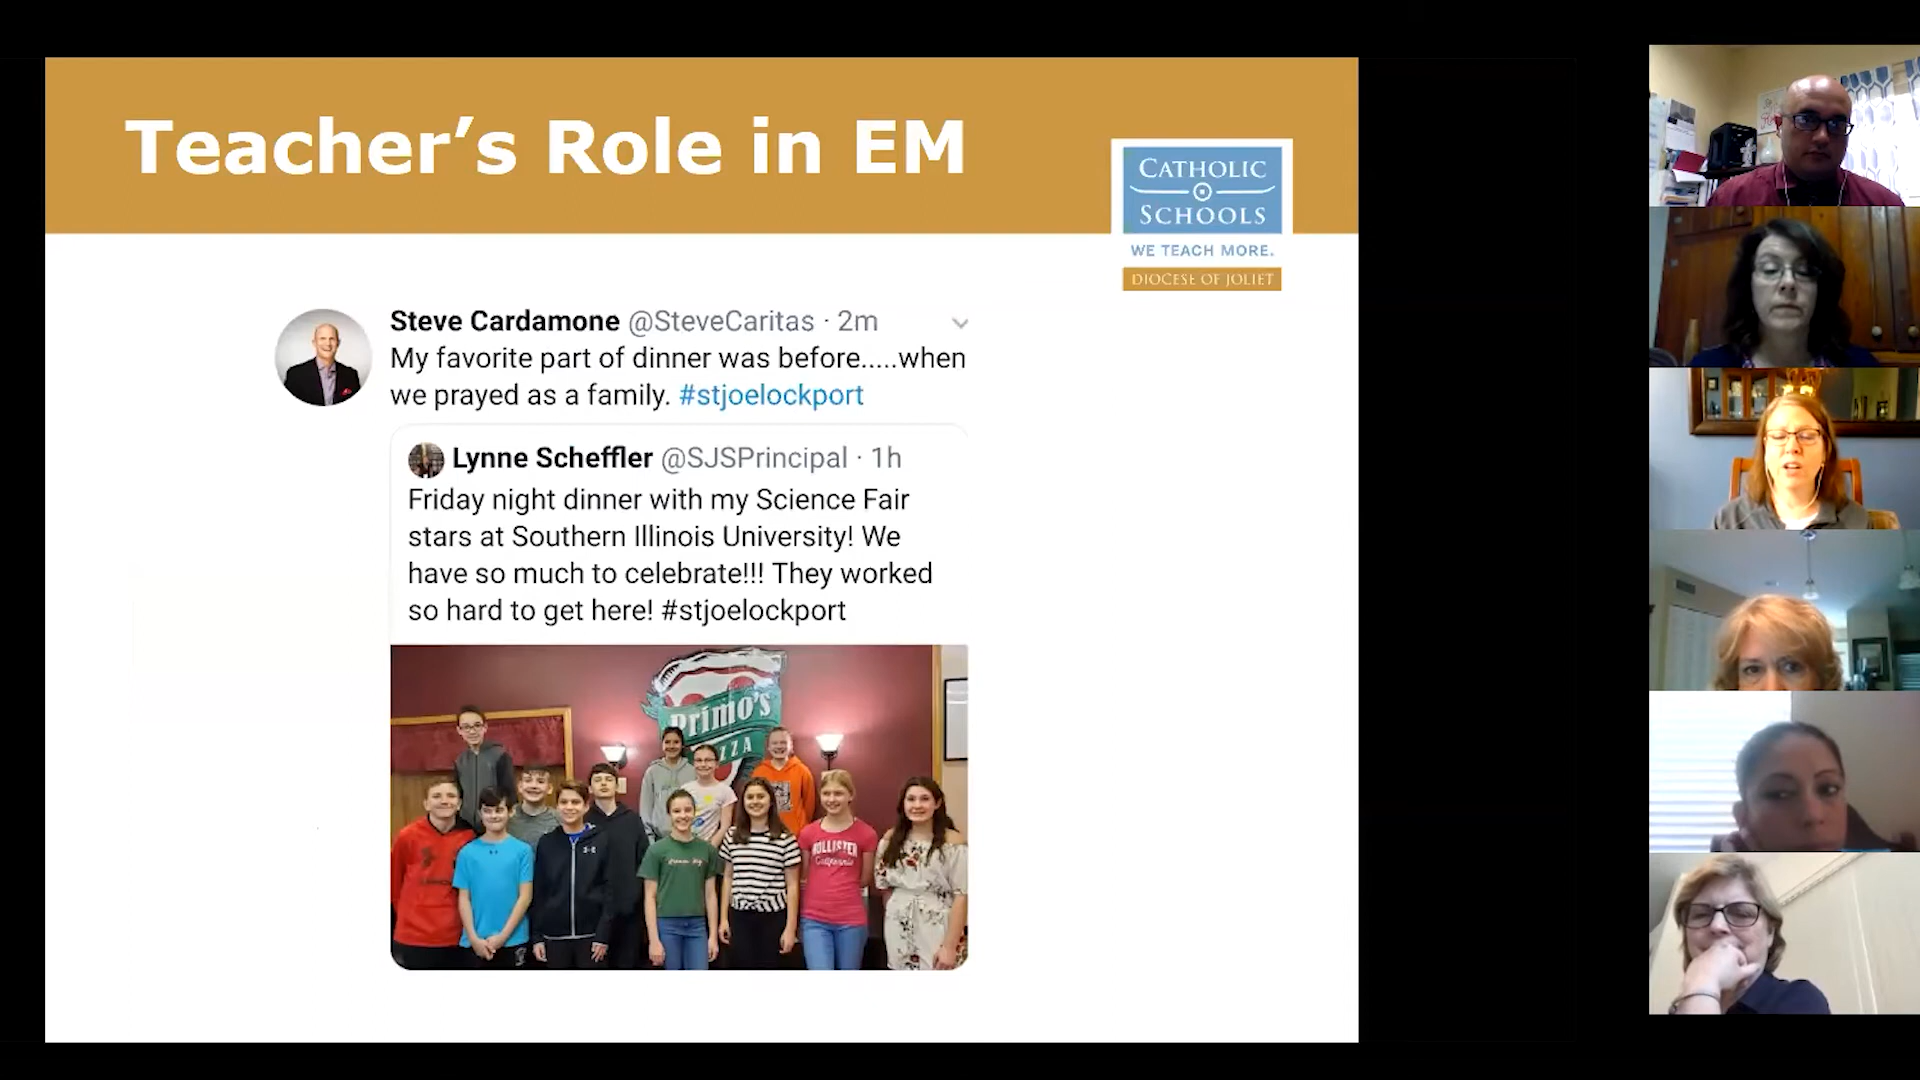 Teacher’s Role in EM
CATHOLIC
SCHOOLS
WE TEACH MORE.
DIOCESE OF JOLIET
Steve Cardamone @SteveCaritas · 2m
My favorite part of dinner was before.....when
we prayed as a family. #stjoelockport
Lynne Scheffler @SJSPrincipal · 1h
Friday night dinner with my Science Fair
stars at Southern Illinois University! We
have so much to celebrate!!! They worked
so hard to get here! #stjoelockport
Primo's
HOLLISTER
California